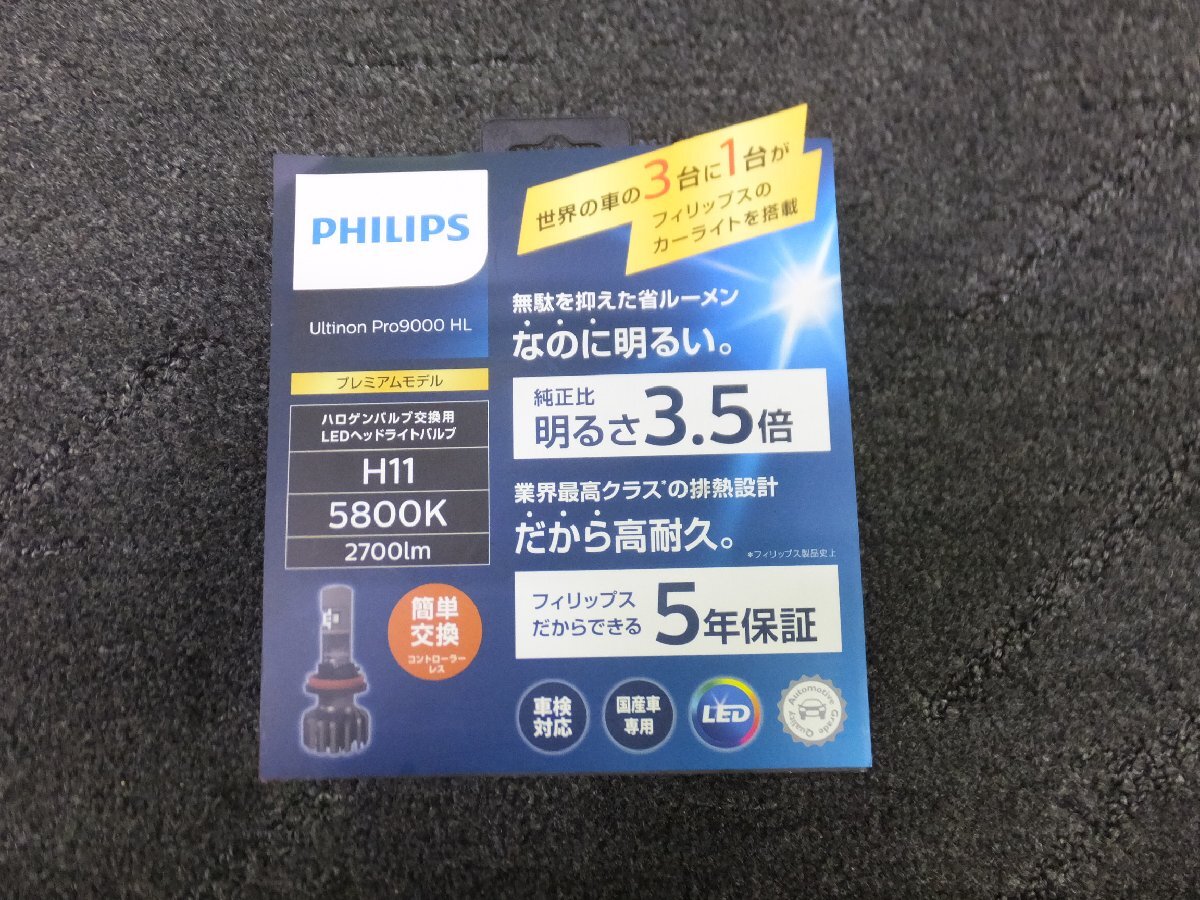 PHILIPS
Ultinon Pro9000 HL
プレミアムモデル
ハロゲンバルブ交換用
LEDヘッドライトバルブ
H11
5800K
2700lm
簡単
交換
コントローラー
レス
世界の車の3台に1台が
フィリップスの
カーライトを搭載
無駄を抑えた省ルーメン
なのに明るい。
純正比
明るさ3.5倍
業界最高クラス*の排熱設計
だから高耐久。
*フィリップス製品史上
フィリップス
だからできる
5年保証
車検
対応
国産車
専用
LED
Automotive Grade
Quality